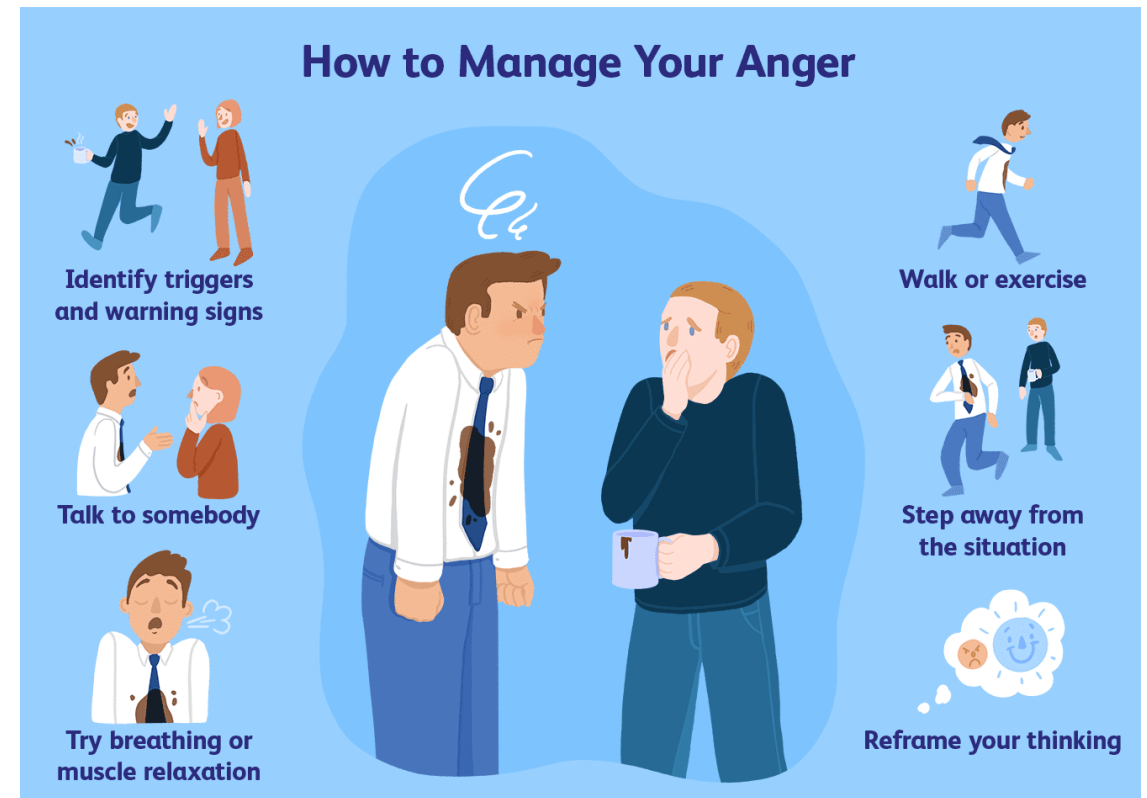 How to Manage Your Anger
Identify triggers
and warning signs
Talk to somebody
Try breathing or
muscle relaxation
Walk or exercise
Step away from
the situation
Reframe your thinking